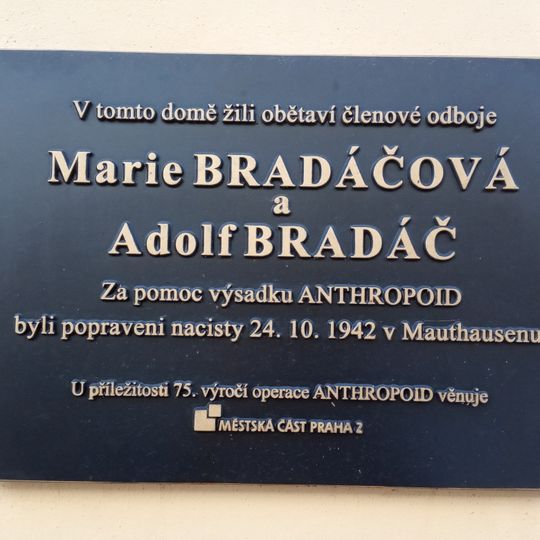 V tomto domě žili obětaví členové odboje
Marie BRADÁČOVÁ
a
Adolf BRADÁČ
Za pomoc výsadku ANTHROPOID
byli popraveni nacisty 24. 10. 1942 v Mauthausenu
U příležitosti 75. výročí operace ANTHROPOID věnuje
MĚSTSKÁ ČÁST PRAHA 2